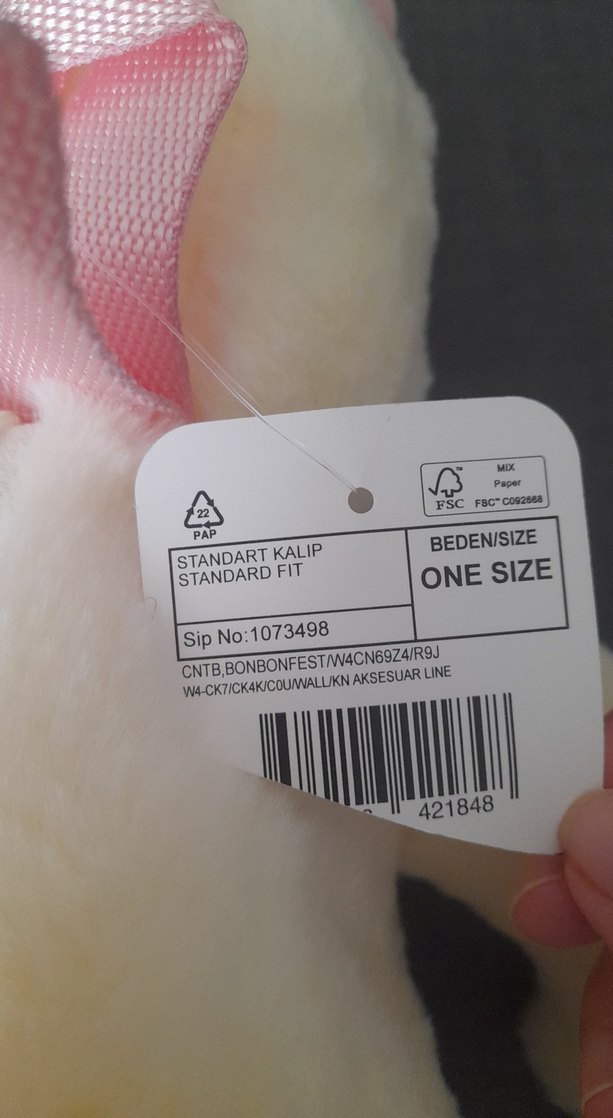 22
PAP
FSC™
MIX
Paper
FSC™ C092668
STANDART KALIP
STANDARD FIT
BEDEN/SIZE
ONE SIZE
Sip No:1073498
CNTB,BONBONFEST/W4CN69Z4/R9J
W4-CK7/CK4K/C0U/WALL/KN AKSESUAR LINE
421848